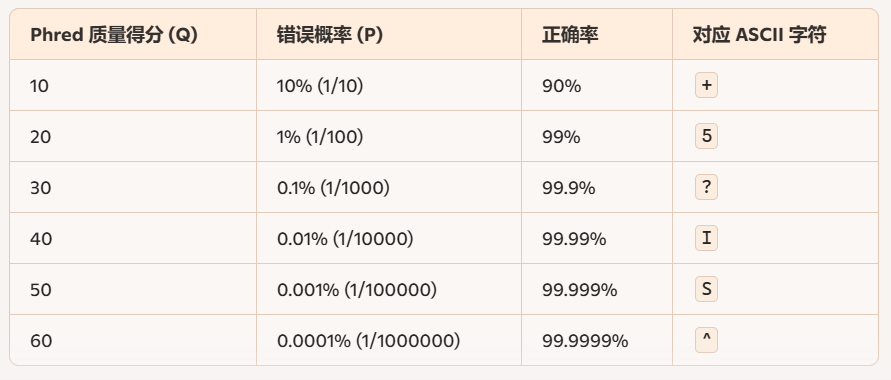 Phred 质量得分 (Q) 错误概率 (P) 正确率 对应 ASCII 字符
10 10% (1/10) 90% +
20 1% (1/100) 99% 5
30 0.1% (1/1000) 99.9% ?
40 0.01% (1/10000) 99.99% I
50 0.001% (1/100000) 99.999% S
60 0.0001% (1/1000000) 99.9999% ^